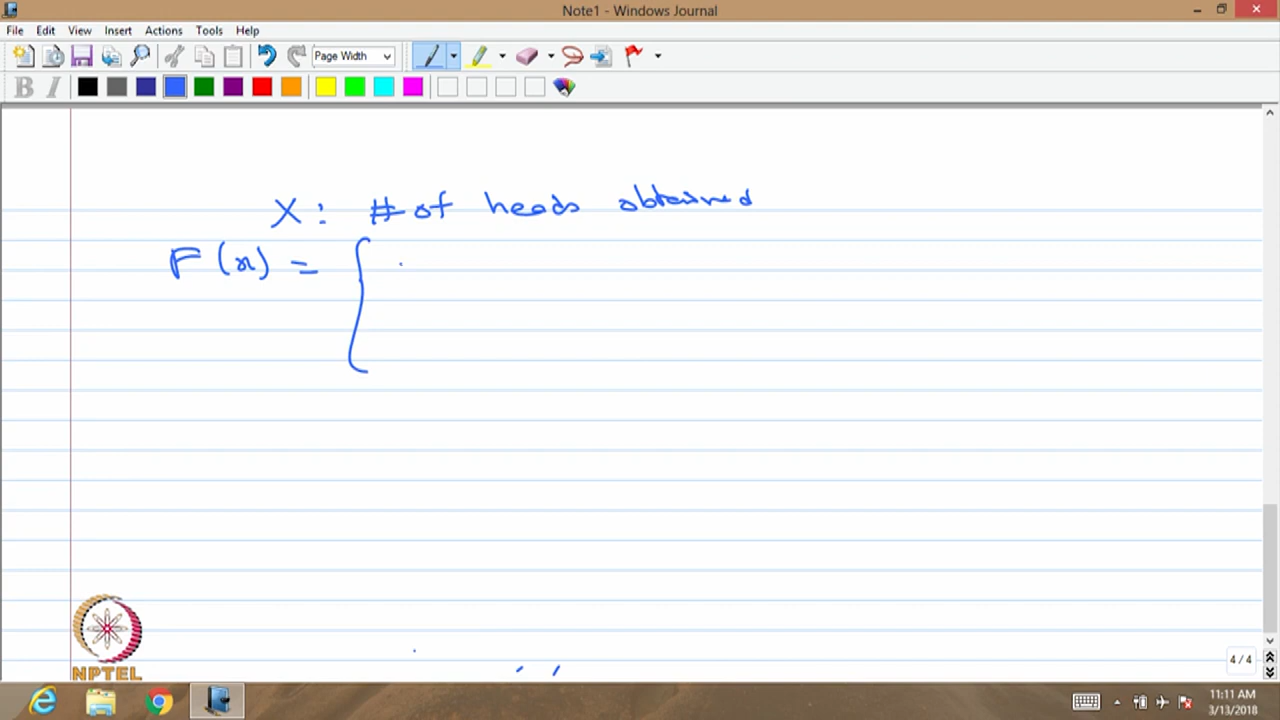 Note1 - Windows Journal
File Edit View Insert Actions Tools Help
Page Width
B I
X : # of heads obtained
F (x) = {
4 / 4
NPTEL
11:11 AM
3/13/2018